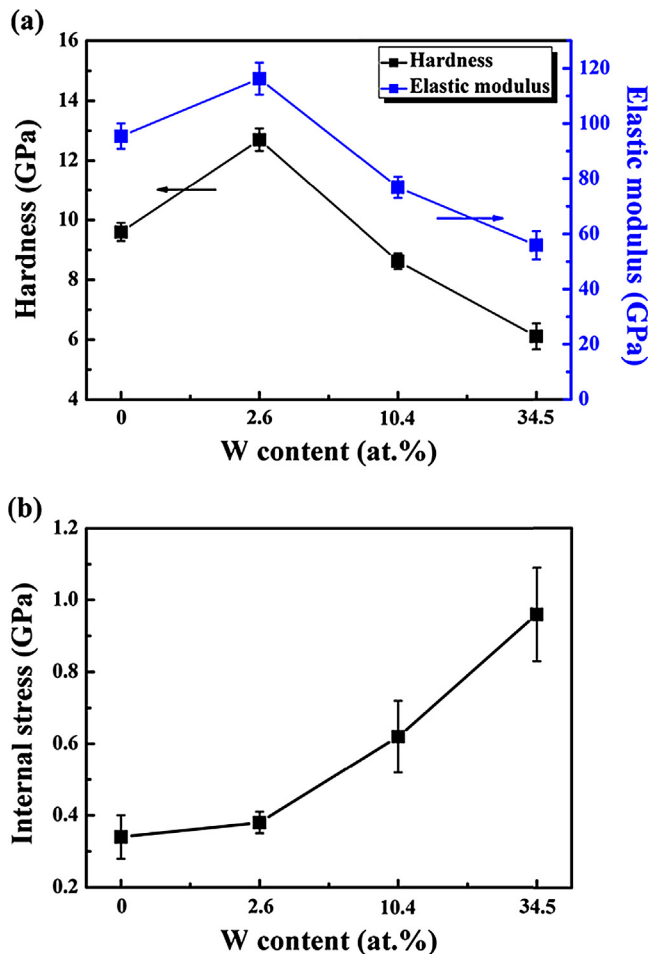 (a)
16
14
12
10
8
6
4
Hardness (GPa)
Hardness
Elastic modulus
120
100
80
60
40
20
0
Elastic modulus (GPa)
0 2.6 10.4 34.5
W content (at.%)
(b)
1.2
1.0
0.8
0.6
0.4
0.2
Internal stress (GPa)
0 2.6 10.4 34.5
W content (at.%)